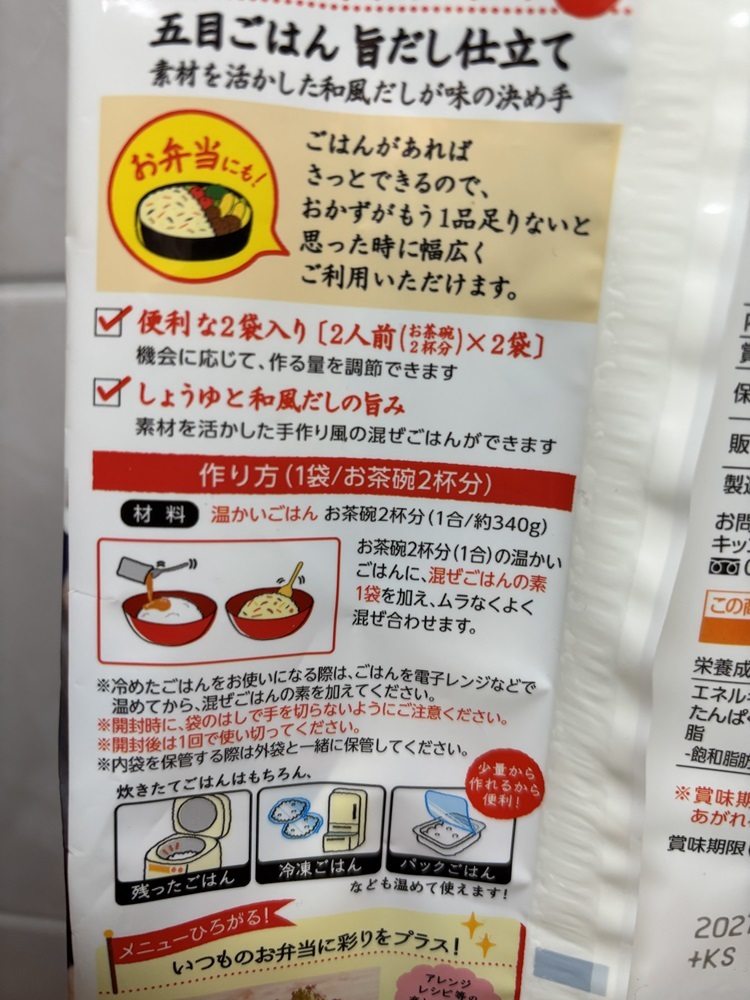 五目ごはん 旨だし仕立て
素材を活かした和風だしが味の決め手
お弁当にも!
ごはんがあれば
さっとできるので、
おかずがもう1品足りないと
思った時に幅広く
ご利用いただけます。
便利な2袋入り〔2人前(お茶碗2杯分)×2袋〕
機会に応じて、作る量を調節できます
しょうゆと和風だしの旨み
素材を活かした手作り風の混ぜごはんができます
作り方(1袋/お茶碗2杯分)
材料 温かいごはん お茶碗2杯分(1合/約340g)
お茶碗2杯分(1合)の温かい
ごはんに、混ぜごはんの素
1袋を加え、ムラなくよく
混ぜ合わせます。
※冷めたごはんをお使いになる際は、ごはんを電子レンジなどで
温めてから、混ぜごはんの素を加えてください。
※開封時に、袋のはしで手を切らないようにご注意ください。
※開封後は1回で使い切ってください。
※内袋を保管する際は外袋と一緒に保管してください。
炊きたてごはんはもちろん、
少量から
作れるから
便利!
残ったごはん
冷凍ごはん
パックごはん
なども温めて使えます!
メニューひろがる!
いつものお弁当に彩りをプラス!
アレンジ
レシピ等の
保
販
製造
お問
キッ
この商
栄養成
エネルギ
たんぱく
脂
-飽和脂肪
※賞味期
あがれ
賞味期限
202
+KS